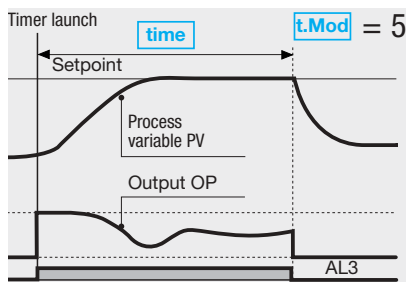 Timer launch
time
t.Mod = 5
Setpoint
Process
variable PV
Output OP
AL3